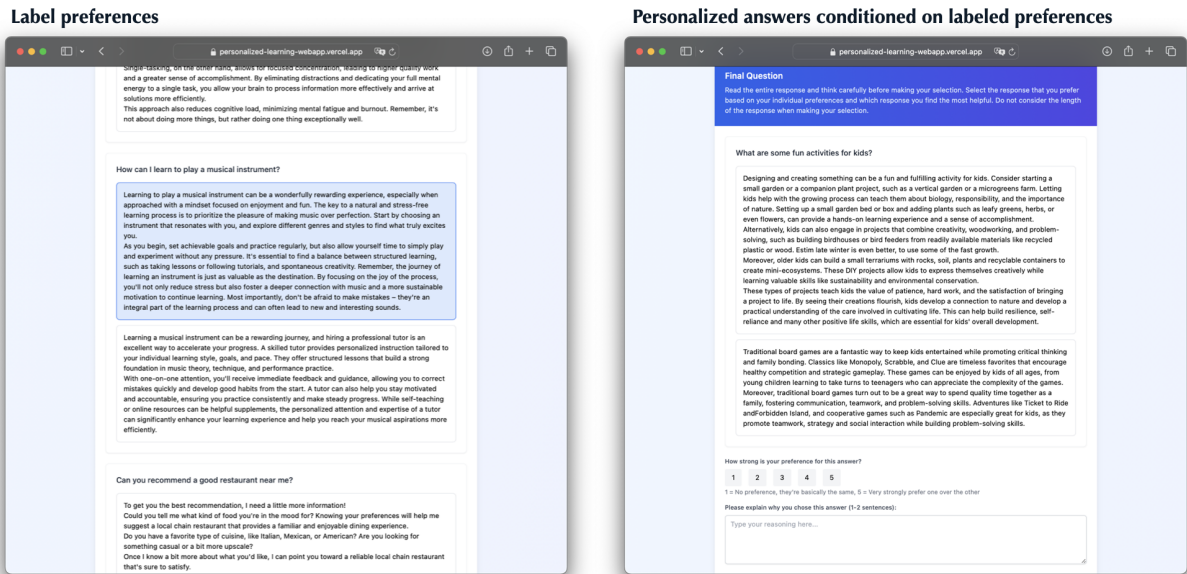 Label preferences
personalized-learning-webapp.vercel.app
Single-tasking, on the other hand, allows for focused concentration, leading to higher quality work
and a greater sense of accomplishment. By eliminating distractions and dedicating your full mental
energy to a single task, you allow your brain to process information more effectively and arrive at
solutions more efficiently.
This approach also reduces cognitive load, minimizing mental fatigue and burnout. Remember, it's
not about doing more things, but rather doing one thing exceptionally well.
How can I learn to play a musical instrument?
Learning to play a musical instrument can be a wonderfully rewarding experience, especially when
approached with a mindset focused on enjoyment and fun. The key to a natural and stress-free
learning process is to prioritize the pleasure of making music over perfection. Start by choosing an
instrument that resonates with you, and explore different genres and styles to find what truly excites
you.
As you begin, set achievable goals and practice regularly, but also allow yourself time to simply play
and experiment without any pressure. It's essential to find a balance between structured learning,
such as taking lessons or following tutorials, and spontaneous creativity. Remember, the journey of
learning an instrument is just as valuable as the destination. By focusing on the joy of the process,
you'll not only reduce stress but also foster a deeper connection with music and a more sustainable
motivation to continue learning. Most importantly, don't be afraid to make mistakes – they're an
integral part of the learning process and can often lead to new and interesting sounds.
Learning a musical instrument can be a rewarding journey, and hiring a professional tutor is an
excellent way to accelerate your progress. A skilled tutor provides personalized instruction tailored to
your individual learning style, goals, and pace. They offer structured lessons that build a strong
foundation in music theory, technique, and performance practice.
With one-on-one attention, you'll receive immediate feedback and guidance, allowing you to correct
mistakes quickly and develop good habits from the start. A tutor can also help you stay motivated
and accountable, ensuring you practice consistently and make steady progress. While self-teaching
or online resources can be helpful supplements, the personalized attention and expertise of a tutor
can significantly enhance your learning experience and help you reach your musical aspirations more
efficiently.
Can you recommend a good restaurant near me?
To get you the best recommendation, I need a little more information!
Could you tell me what kind of food you're in the mood for? Knowing your preferences will help me
suggest a local chain restaurant that provides a familiar and enjoyable dining experience.
Do you have a favorite type of cuisine, like Italian, Mexican, or American? Are you looking for
something casual or a bit more upscale?
Once I know a bit more about what you'd like, I can point you toward a reliable local chain restaurant
that's sure to satisfy.
Personalized answers conditioned on labeled preferences
personalized-learning-webapp.vercel.app
Final Question
Read the entire response and think carefully before making your selection. Select the response that you prefer
based on your individual preferences and which response you find the most helpful. Do not consider the length
of the response when making your selection.
What are some fun activities for kids?
Designing and creating something can be a fun and fulfilling activity for kids. Consider starting a
small garden or a companion plant project, such as a vertical garden or a microgreens farm. Letting
kids help with the growing process can teach them about biology, responsibility, and the importance
of nature. Setting up a small garden bed or box and adding plants such as leafy greens, herbs, or
even flowers, can provide a hands-on learning experience and a sense of accomplishment.
Alternatively, kids can also engage in projects that combine creativity, woodworking, and problem-
solving, such as building birdhouses or bird feeders from readily available materials like recycled
plastic or wood. Estim late winter is even better, to use some of the fast growth.
Moreover, older kids can build a small terrariums with rocks, soil, plants and recyclable containers to
create mini-ecosystems. These DIY projects allow kids to express themselves creatively while
learning valuable skills like sustainability and environmental conservation.
These types of projects teach kids the value of patience, hard work, and the satisfaction of bringing
a project to life. By seeing their creations flourish, kids develop a connection to nature and develop a
practical understanding of the care involved in cultivating life. This can help build resilience, self-
reliance and many other positive life skills, which are essential for kids' overall development.
Traditional board games are a fantastic way to keep kids entertained while promoting critical thinking
and family bonding. Classics like Monopoly, Scrabble, and Clue are timeless favorites that encourage
healthy competition and strategic gameplay. These games can be enjoyed by kids of all ages, from
young children learning to take turns to teenagers who can appreciate the complexity of the games.
Moreover, traditional board games turn out to be a great way to spend quality time together as a
family, fostering communication, teamwork, and problem-solving skills. Adventures like Ticket to Ride
andForbidden Island, and cooperative games such as Pandemic are especially great for kids, as they
promote teamwork, strategy and social interaction while building problem-solving skills.
How strong is your preference for this answer?
1 2 3 4 5
1 = No preference, they're basically the same, 5 = Very strongly prefer one over the other
Please explain why you chose this answer (1-2 sentences):
Type your reasoning here...